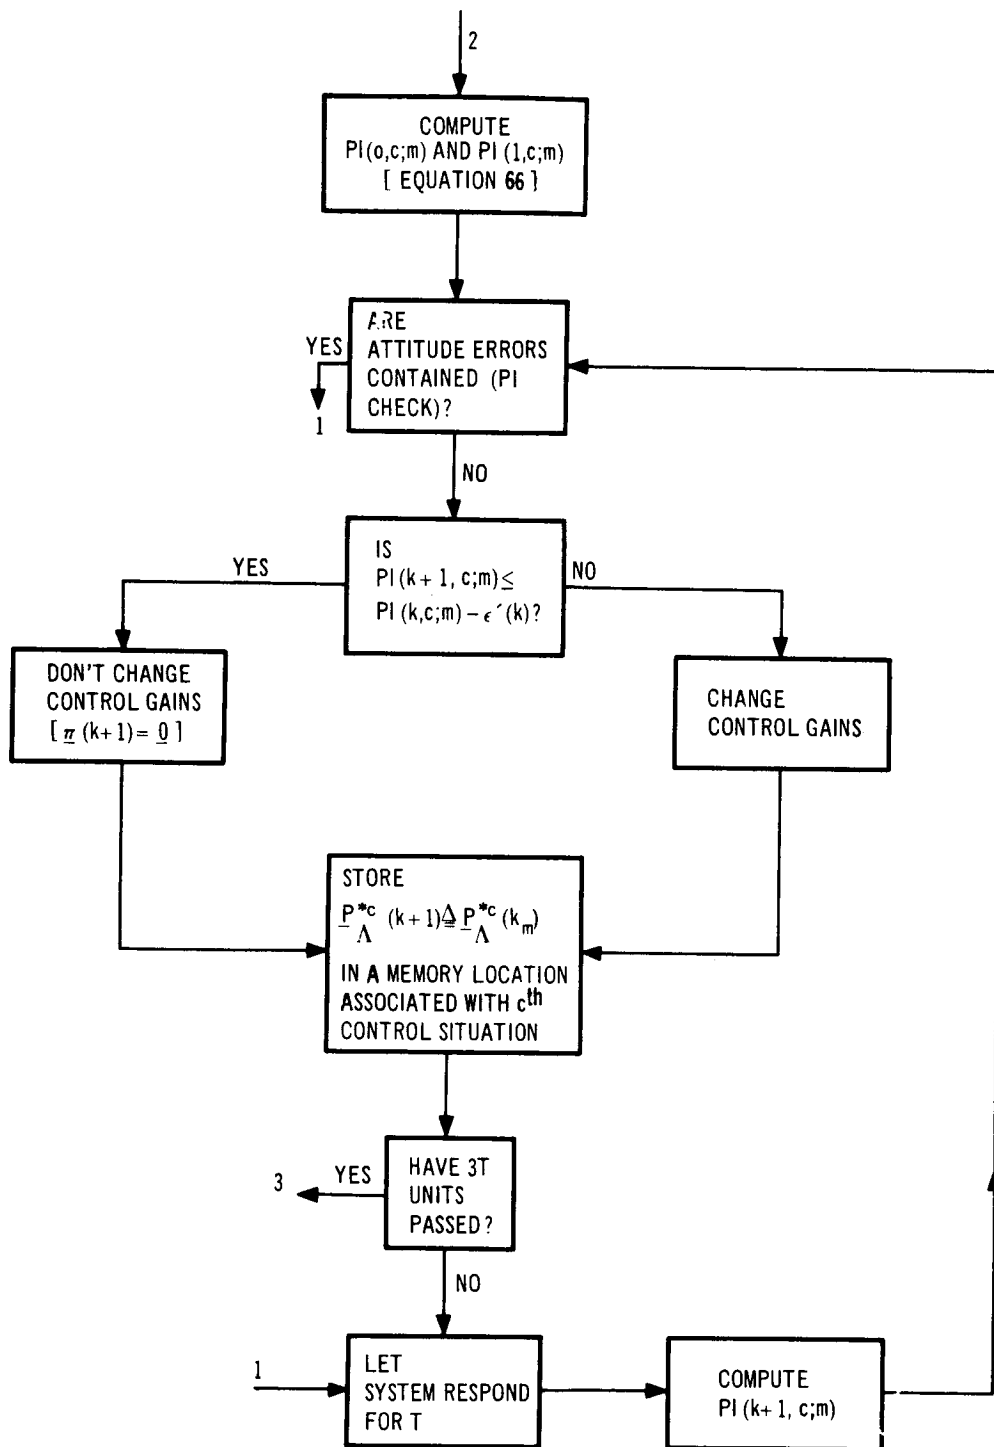 2
COMPUTE
PI(o,c;m) AND PI (1,c;m)
[ EQUATION 66 ]
ARE
ATTITUDE ERRORS
CONTAINED (PI
CHECK)?
YES
1
NO
IS
PI(k+1, c;m)≤
PI(k,c;m)−ϵ′(k)?
YES
NO
DON'T CHANGE
CONTROL GAINS
[ π̲ (k+1)= 0̲ ]
CHANGE
CONTROL GAINS
STORE
P̲*c Λ (k+1) ≜ P̲*c Λ (km)
IN A MEMORY LOCATION
ASSOCIATED WITH cth
CONTROL SITUATION
HAVE 3T
UNITS
PASSED?
YES
3
NO
1
LET
SYSTEM RESPOND
FOR T
COMPUTE
PI(k+1, c;m)